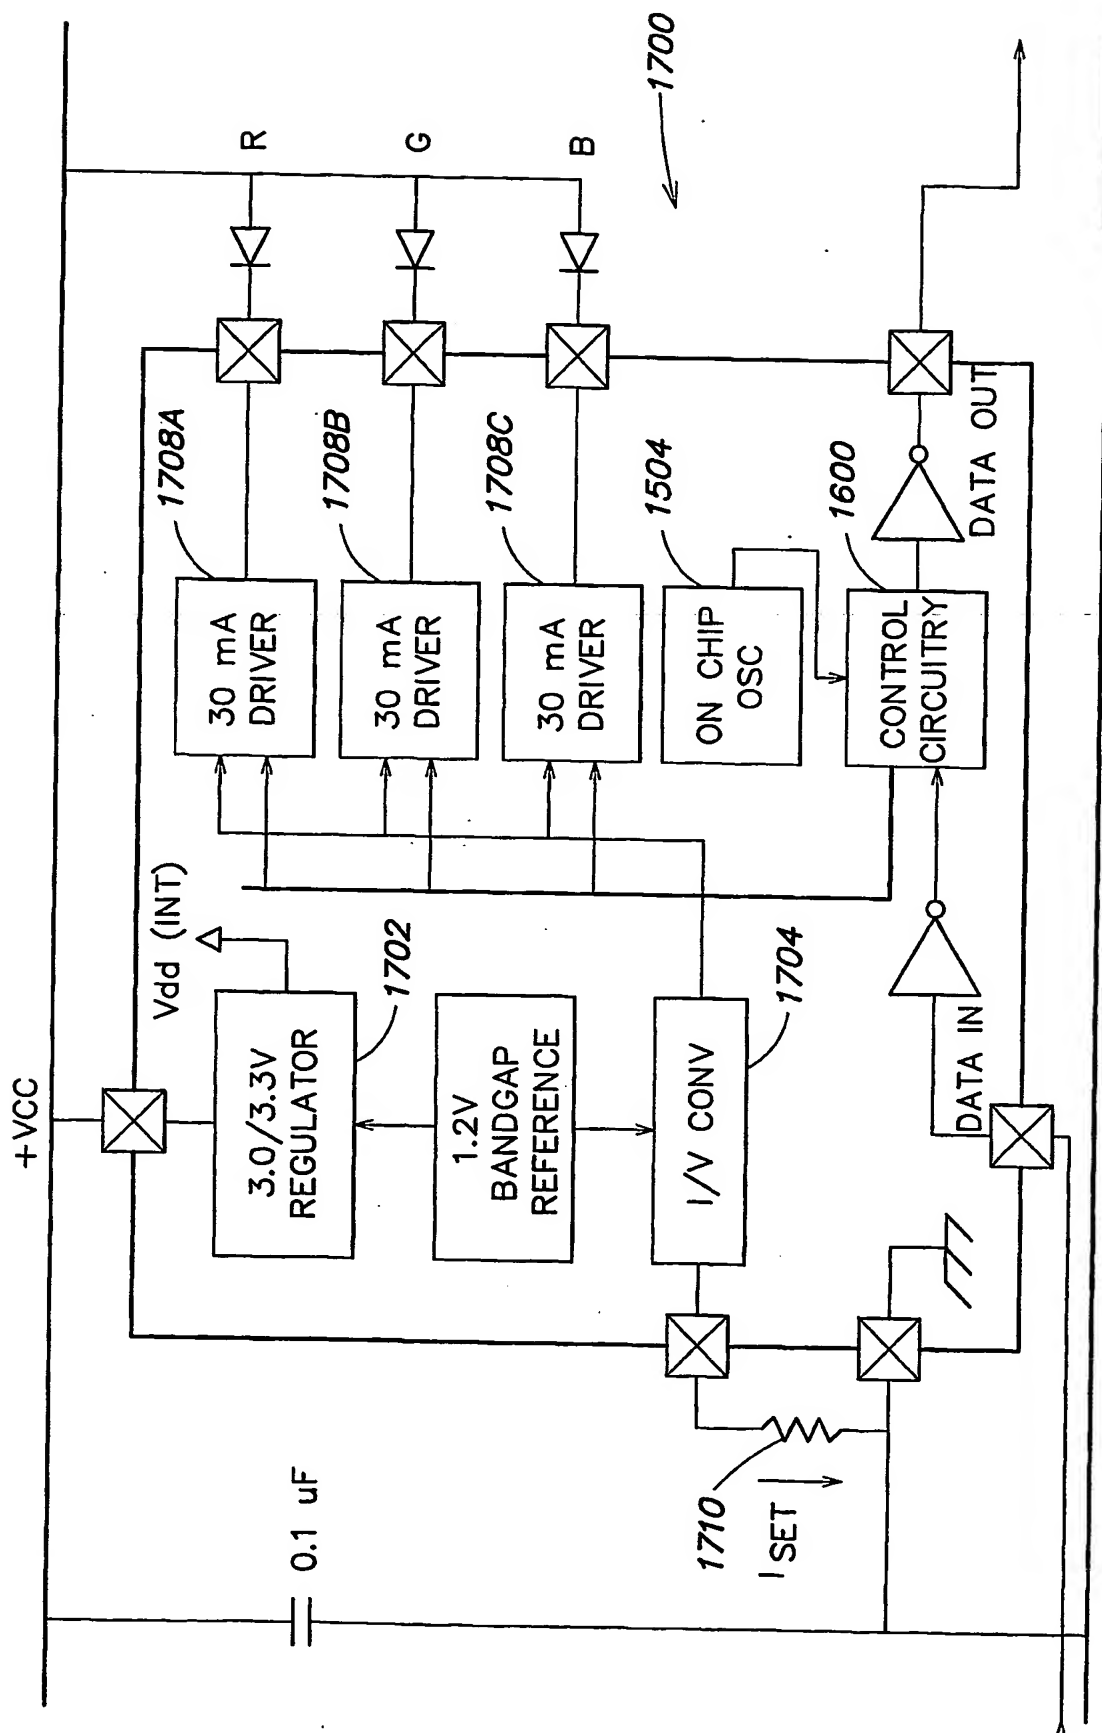 +VCC
0.1 uF
Vdd (INT)
3.0/3.3V
REGULATOR
1702
1.2V
BANDGAP
REFERENCE
I/V CONV
1704
1710
I SET
30 mA
DRIVER
1708A
30 mA
DRIVER
1708B
30 mA
DRIVER
1708C
ON CHIP
OSC
1504
CONTROL
CIRCUITRY
1600
DATA IN
DATA OUT
R
G
B
1700